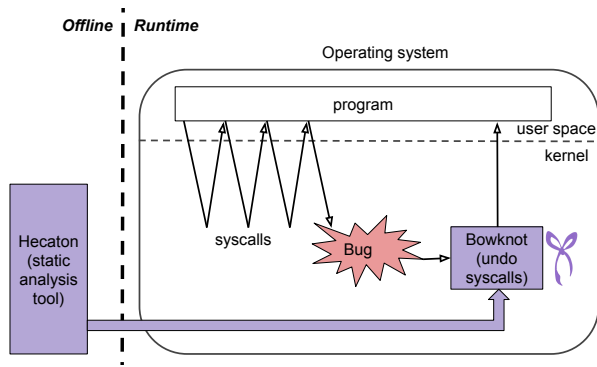 Offline Runtime
Operating system
program
user space
kernel
Hecaton
(static
analysis
tool)
syscalls
Bug
Bowknot
(undo
syscalls)